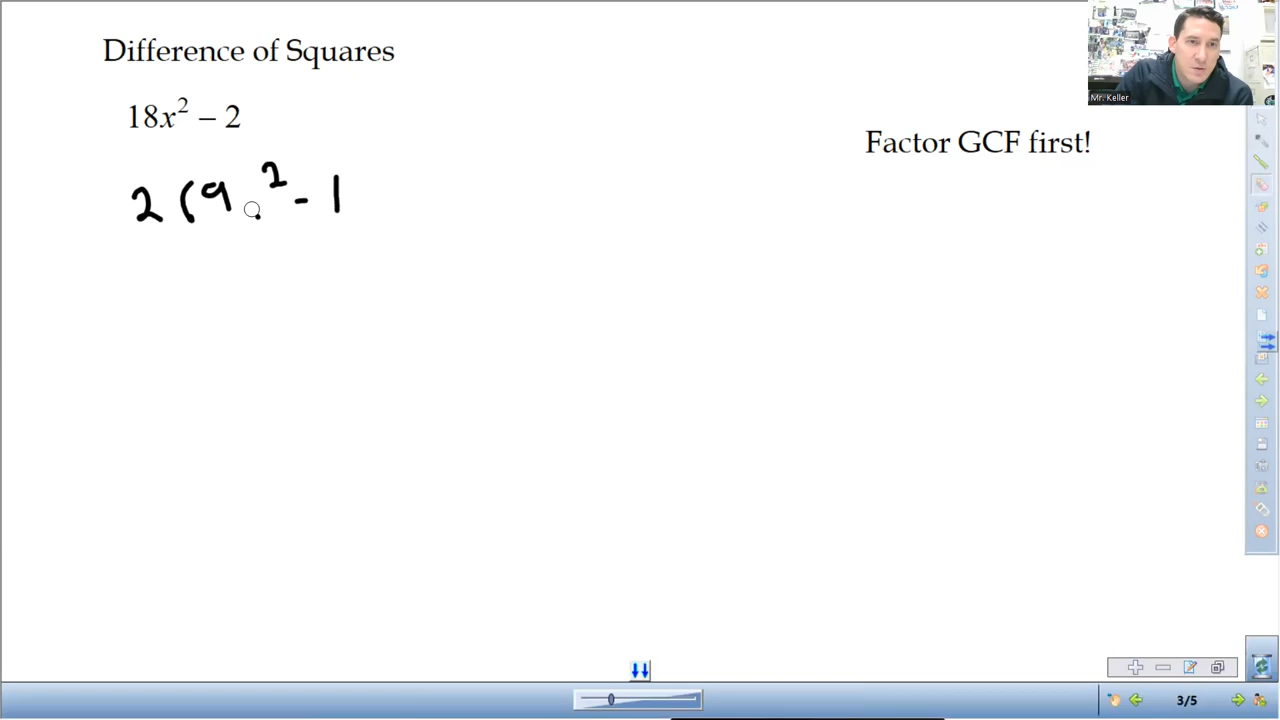 Difference of Squares
18x² – 2
Factor GCF first!
2 (9 ² - 1
Mr. Keller
3/5